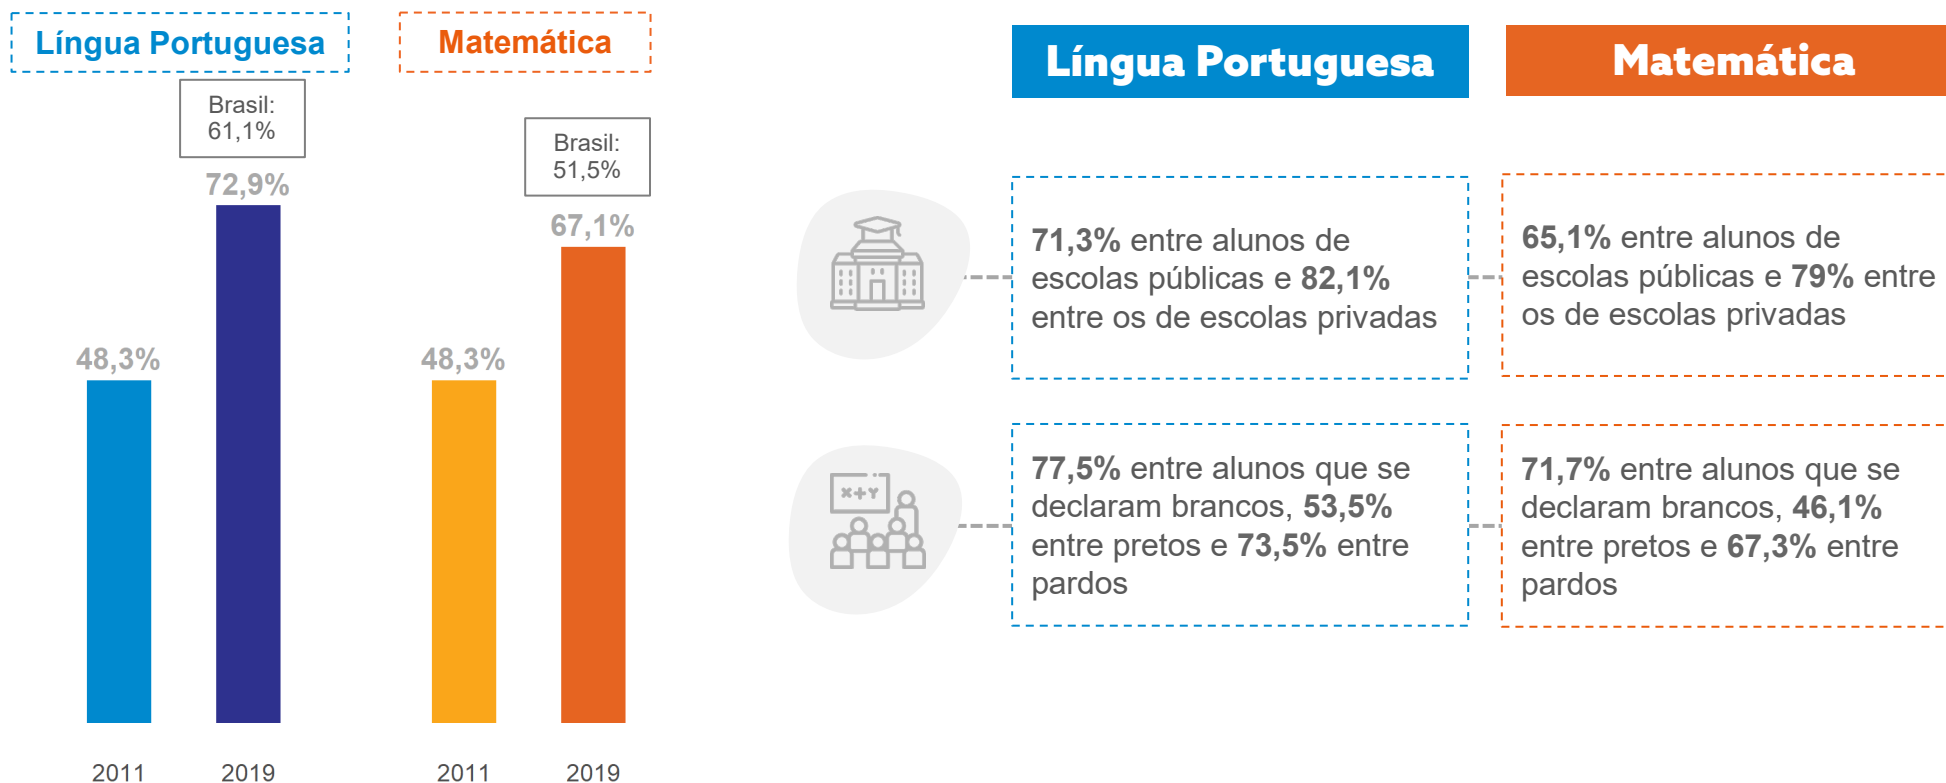 Língua Portuguesa
Matemática
Brasil:
61,1%
72,9%
48,3%
2011
2019
Brasil:
51,5%
67,1%
48,3%
2011
2019
Língua Portuguesa
Matemática
71,3% entre alunos de
escolas públicas e 82,1%
entre os de escolas privadas
65,1% entre alunos de
escolas públicas e 79% entre
os de escolas privadas
X+Y
77,5% entre alunos que se
declaram brancos, 53,5%
entre pretos e 73,5% entre
pardos
71,7% entre alunos que se
declaram brancos, 46,1%
entre pretos e 67,3% entre
pardos